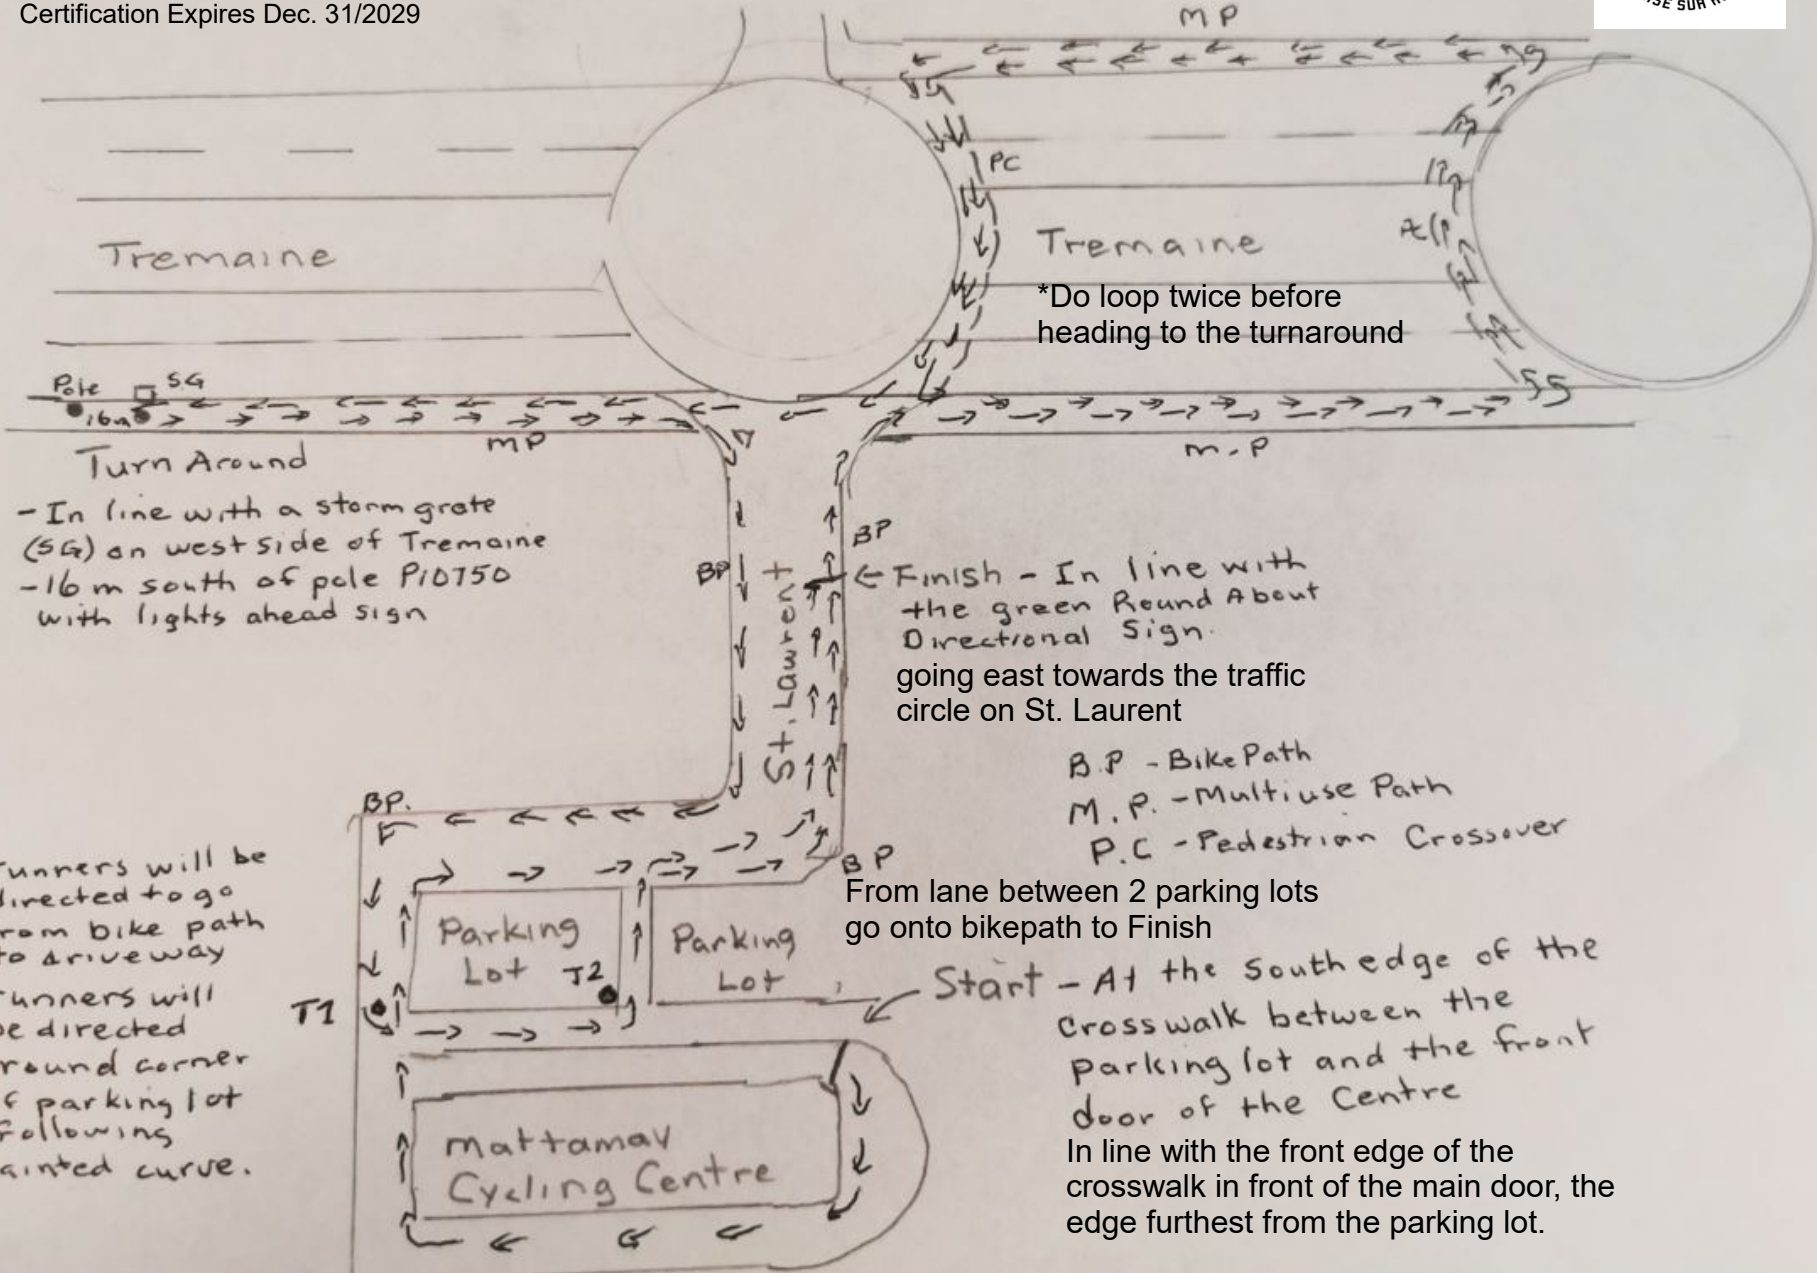 Certification Expires Dec. 31/2029
MP
PC
Tremaine
Tremaine
*Do loop twice before
heading to the turnaround
Pole
SG
16m
MP
M.P
Turn Around
- In line with a storm grate
(SG) on west side of Tremaine
- 16 m south of pole P10750
with lights ahead sign
BP
BP
St. Laurent
← Finish - In line with
the green Round About
Directional Sign.
going east towards the traffic
circle on St. Laurent
B.P - Bike Path
M.P. - Multiuse Path
P.C - Pedestrian Crossover
BP.
BP
From lane between 2 parking lots
go onto bikepath to Finish
unners will be
irected to go
rom bike path
o driveway
unners will
e directed
round corner
f parking lot
ollowing
ainted curve.
Parking
Lot
T2
Parking
Lot
T1
Start - At the south edge of the
crosswalk between the
parking lot and the front
door of the Centre
In line with the front edge of the
crosswalk in front of the main door, the
edge furthest from the parking lot.
Mattamay
Cycling Centre